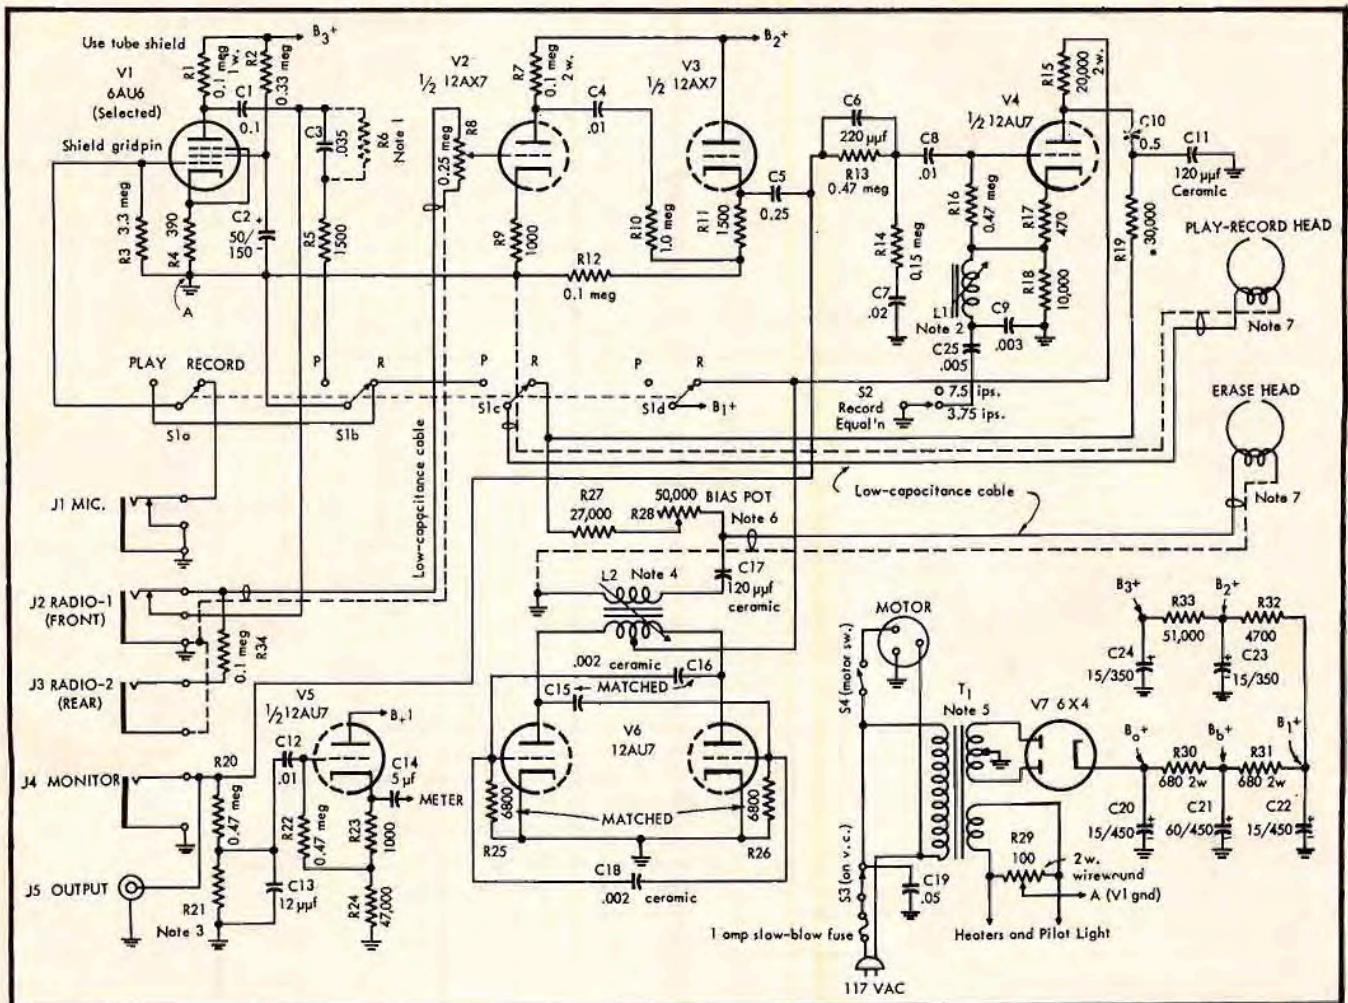 Use tube shield
V1
6AU6
(Selected)
Shield gridpin
R1
0.1 meg
1 w.
R2
0.33 meg
B3+
C1
0.1
C3
.035
R6
Note 1
R3
3.3 meg
R4
390
C2
50/
150
R5
1500
A
V2
1/2 12AX7
R7
0.1 meg
2 w.
R8
0.25 meg
C4
.01
R9
1000
R10
1.0 meg
R12
0.1 meg
V3
1/2 12AX7
B2+
R11
1500
C5
0.25
C6
220 µµf
R13
0.47 meg
C8
.01
R14
0.15 meg
C7
.02
V4
1/2 12AU7
R15
20,000
2 w.
R16
0.47 meg
R17
470
R18
10,000
L1
Note 2
C9
.003
C25
.005
C10
0.5
C11
120 µµf
Ceramic
R19
30,000
PLAY-RECORD HEAD
Note 7
ERASE HEAD
Note 7
PLAY
RECORD
P
R
P
R
P
R
S1a
S1b
S1c
S1d
B1+
S2
Record
Equal'n
7.5 ips.
3.75 ips.
Low-capacitance cable
Low-capocitance cable
J1 MIC.
J2 RADIO-1
(FRONT)
J3 RADIO-2
(REAR)
R34
0.1 meg
J4 MONITOR
J5 OUTPUT
R20
0.47 meg
R21
Note 3
C12
.01
C13
12 µµf
R22
0.47 meg
V5
1/2 12AU7
B+1
C14
5 µf
METER
R23
1000
R24
47,000
R27
27,000
50,000
R28
BIAS POT
Note 6
L2
Note 4
C17
120 µµf
ceramic
.002 ceramic
C16
C15
MATCHED
V6
12AU7
6800
R25
MATCHED
6800
R26
C18
.002 ceramic
MOTOR
S4 (motor sw.)
S3 (on v.c.)
T1
Note 5
V7 6X4
C19
.05
R29
100
2 w.
wirewound
A (V1 gnd)
Heaters and Pilot Light
1 amp slow-blow fuse
117 VAC
B3+
R33
51,000
B2+
R32
4700
C24
15/350
C23
15/350
Bo+
R30
680 2w
Bb+
R31
680 2w
B1+
C20
15/450
C21
60/450
C22
15/450